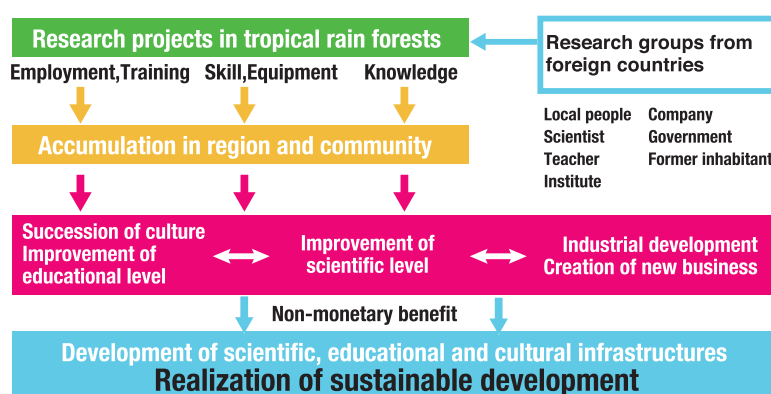 Research projects in tropical rain forests
Research groups from
foreign countries
Employment,Training Skill,Equipment Knowledge
Local people Company
Scientist Government
Teacher Former inhabitant
Institute
Accumulation in region and community
Succession of culture
Improvement of
educational level
Improvement of
scientific level
Industrial development
Creation of new business
Non-monetary benefit
Development of scientific, educational and cultural infrastructures
Realization of sustainable development